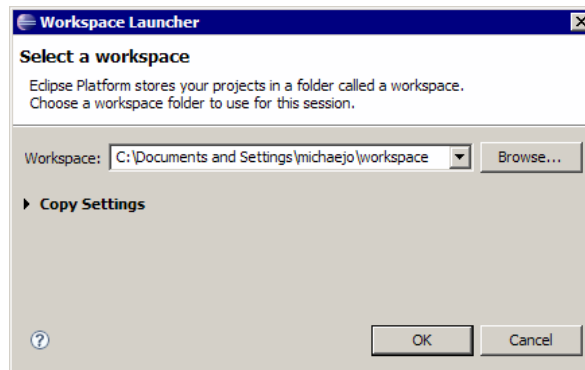 Workspace Launcher
Select a workspace
Eclipse Platform stores your projects in a folder called a workspace.
Choose a workspace folder to use for this session.
Workspace: C:\Documents and Settings\michaejo\workspace Browse...
Copy Settings
? OK Cancel